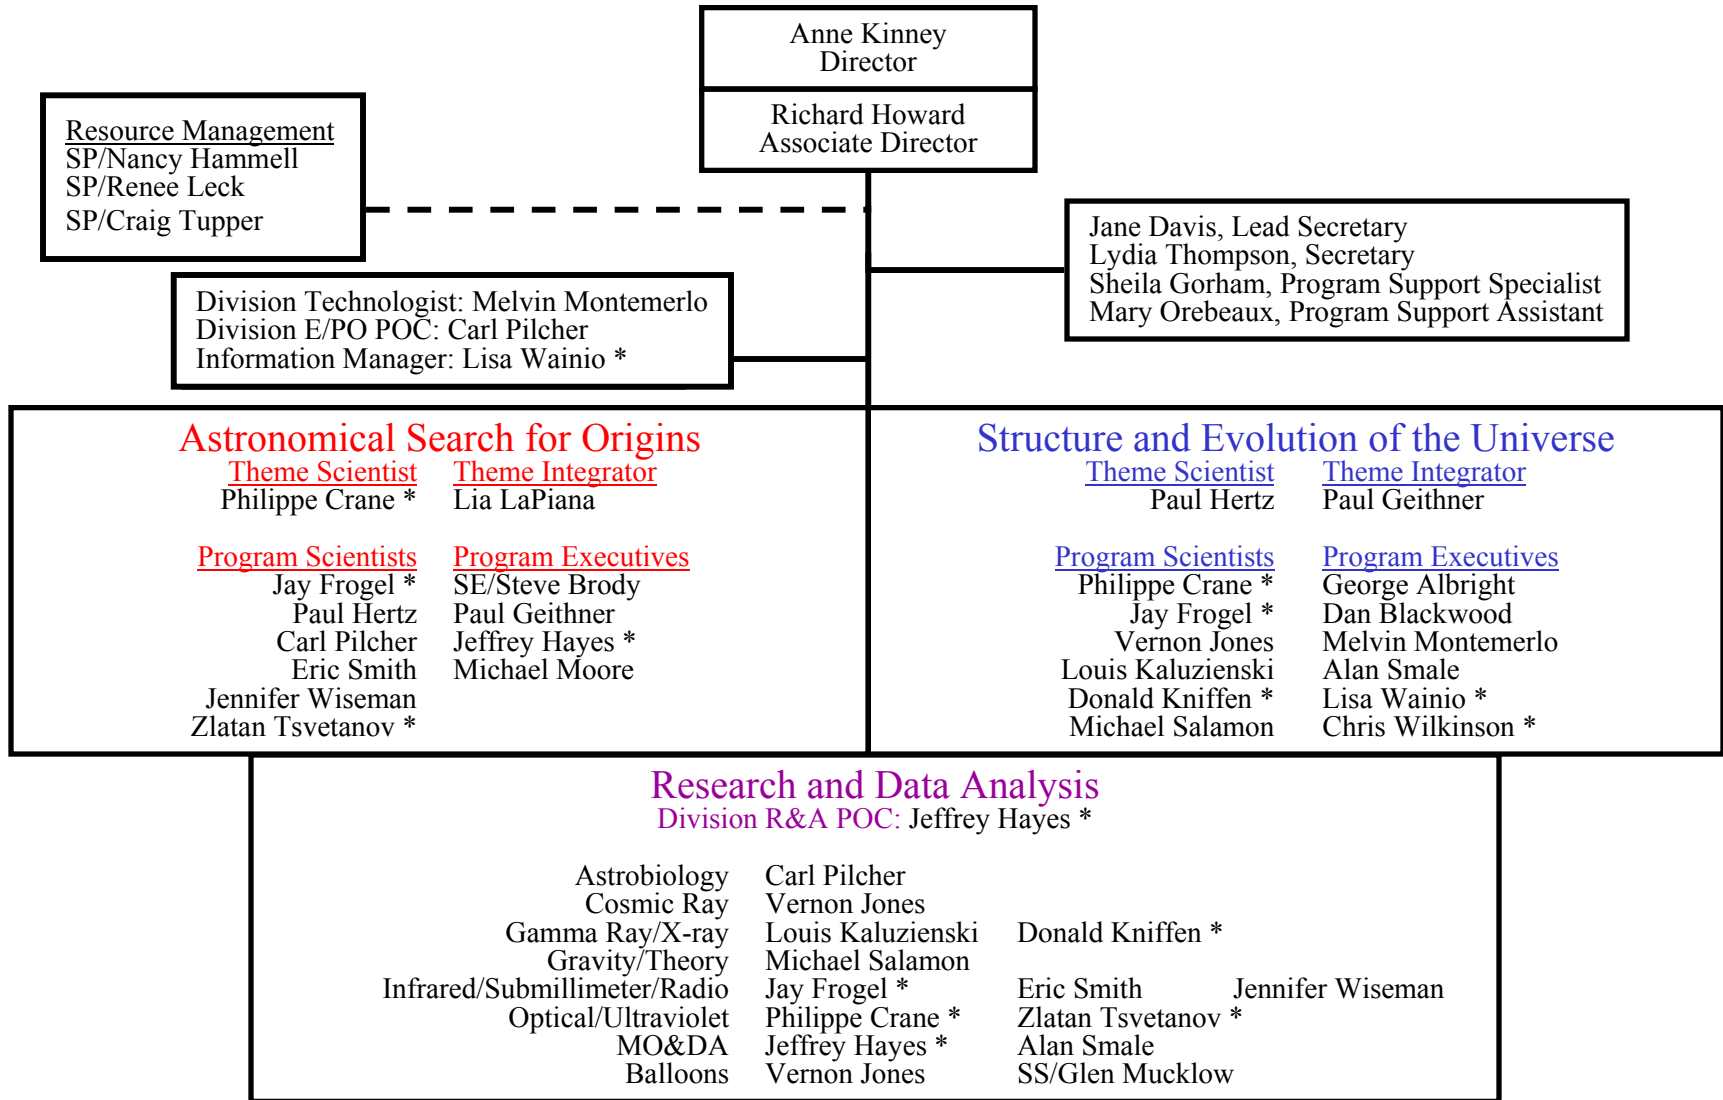 Anne Kinney
Director
Richard Howard
Associate Director
Resource Management
SP/Nancy Hammell
SP/Renee Leck
SP/Craig Tupper
Jane Davis, Lead Secretary
Lydia Thompson, Secretary
Sheila Gorham, Program Support Specialist
Mary Orebeaux, Program Support Assistant
Division Technologist: Melvin Montemerlo
Division E/PO POC: Carl Pilcher
Information Manager: Lisa Wainio *
Astronomical Search for Origins
Theme Scientist Theme Integrator
Philippe Crane * Lia LaPiana
Program Scientists Program Executives
Jay Frogel * SE/Steve Brody
Paul Hertz Paul Geithner
Carl Pilcher Jeffrey Hayes *
Eric Smith Michael Moore
Jennifer Wiseman
Zlatan Tsvetanov *
Structure and Evolution of the Universe
Theme Scientist Theme Integrator
Paul Hertz Paul Geithner
Program Scientists Program Executives
Philippe Crane * George Albright
Jay Frogel * Dan Blackwood
Vernon Jones Melvin Montemerlo
Louis Kaluzienski Alan Smale
Donald Kniffen * Lisa Wainio *
Michael Salamon Chris Wilkinson *
Research and Data Analysis
Division R&A POC: Jeffrey Hayes *
Astrobiology Carl Pilcher
Cosmic Ray Vernon Jones
Gamma Ray/X-ray Louis Kaluzienski Donald Kniffen *
Gravity/Theory Michael Salamon
Infrared/Submillimeter/Radio Jay Frogel * Eric Smith Jennifer Wiseman
Optical/Ultraviolet Philippe Crane * Zlatan Tsvetanov *
MO&DA Jeffrey Hayes * Alan Smale
Balloons Vernon Jones SS/Glen Mucklow